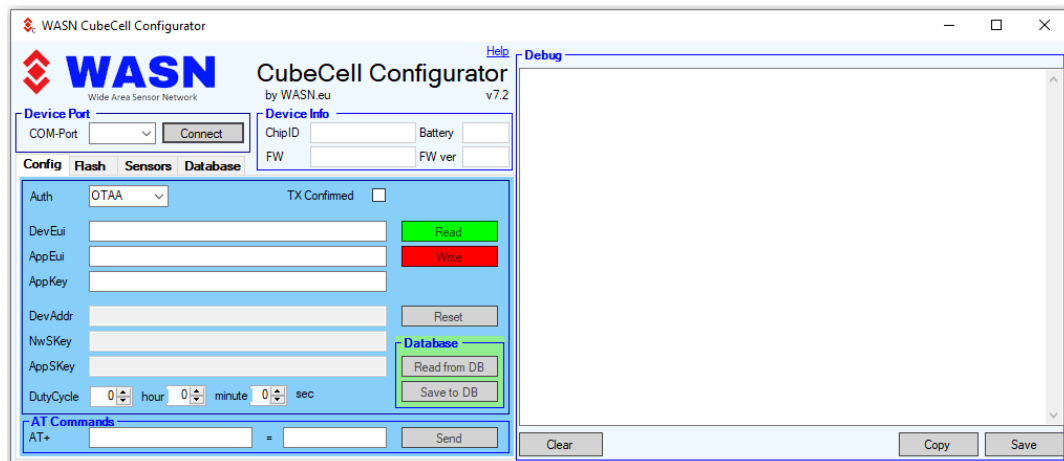 WASN CubeCell Configurator
WASN
Wide Area Sensor Network
Help
CubeCell Configurator
by WASN.eu v7.2
Device Port
COM-Port Connect
Device Info
ChipID Battery
FW FW ver
Config Flash Sensors Database
Auth OTAA TX Confirmed
DevEui Read
AppEui Write
AppKey
DevAddr Reset
NwSKey
AppSKey
Database
Read from DB
Save to DB
DutyCycle 0 hour 0 minute 0 sec
AT Commands
AT+ = Send
Debug
Clear Copy Save